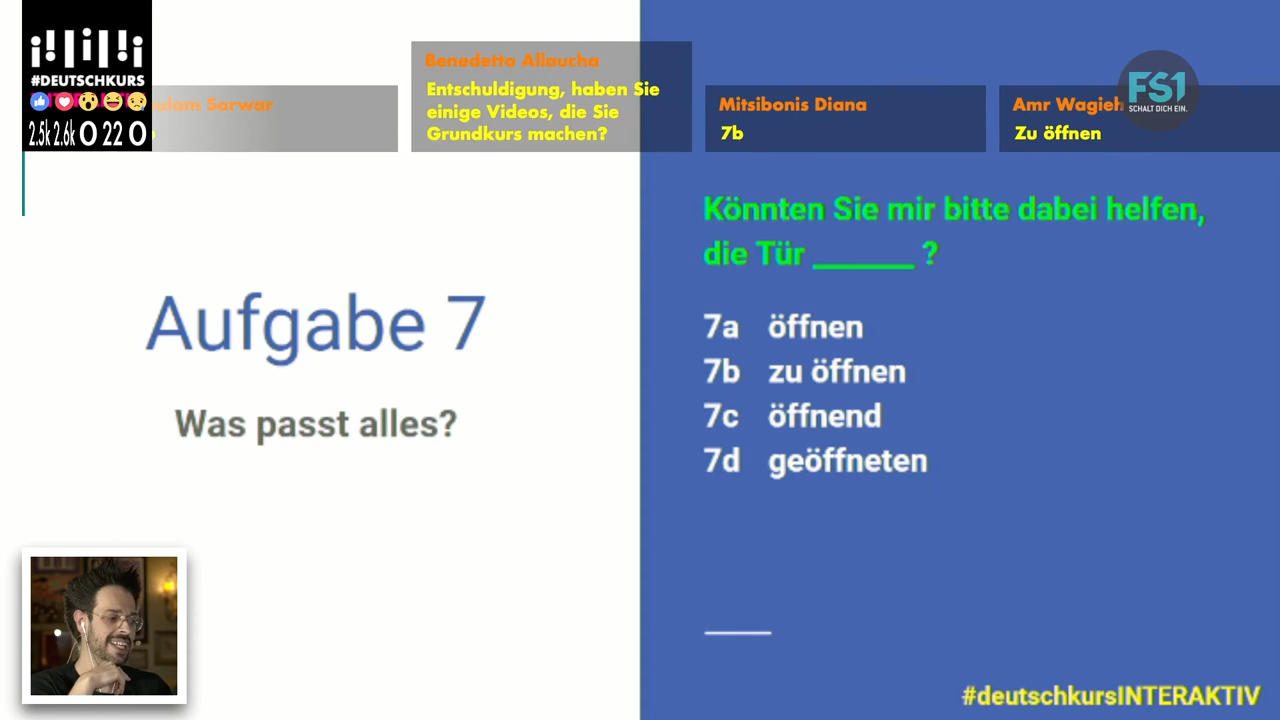 #DEUTSCHKURS
2.5k 2.6k 0 22 0
Sarwar
Benedetta Alloucha
Entschuldigung, haben Sie
einige Videos, die Sie
Grundkurs machen?
Mitsibonis Diana
7b
Amr Wagieh
Zu öffnen
FS1
SCHALT DICH EIN.
Aufgabe 7
Was passt alles?
Könnten Sie mir bitte dabei helfen,
die Tür ______ ?
7a öffnen
7b zu öffnen
7c öffnend
7d geöffneten
#deutschkursINTERAKTIV